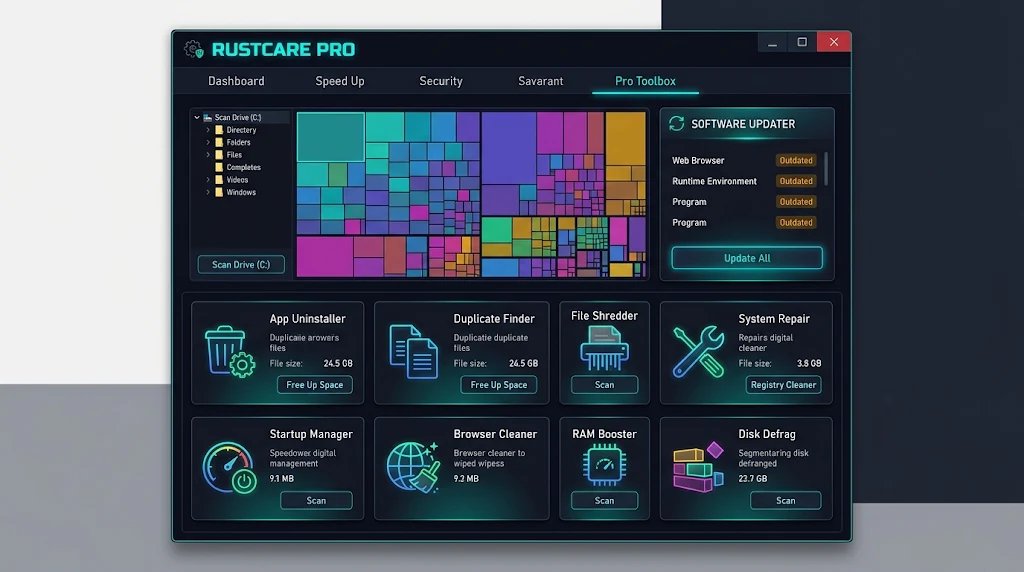 RUSTCARE PRO
Dashboard
Speed Up
Security
Savarant
Pro Toolbox
Scan Drive (C:)
Directery
Folders
Files
Completes
Videos
Windows
Scan Drive (C:)
SOFTWARE UPDATER
Web Browser Outdated
Runtime Environment Outdated
Program Outdated
Program Outdated
Update All
App Uninstaller
Duplicaie arowers
files
File size: 24.5 GB
Free Up Space
Duplicate Finder
Duplicatie duplicate
files
File size: 24.5 GB
Free Up Space
File Shredder
Scan
System Repair
Repairs digital
cleaner
File size: 3.8 GB
Registry Cleaner
Startup Manager
Speedower digital
management
9.1 MB
Scan
Browser Cleaner
Browser cleaner to
wiped wipess
9.2 MB
RAM Booster
Scan
Disk Defrag
Segmentaring disk
defranged
23.7 GB
Scan